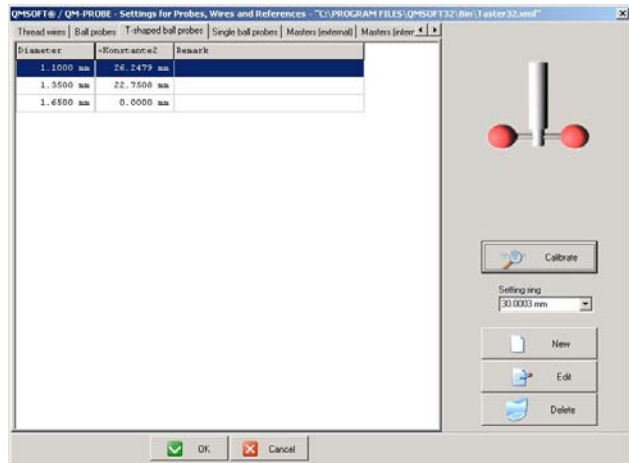 QMSOFT® / QM-PROBE - Settings for Probes, Wires and References - "C:\PROGRAM FILES\QMSOFT32\Bin\Taster32.xml"
Thread wires Ball probes T-shaped ball probes Single ball probes Masters (external) Masters (intern
Diameter -Konstante2 Remark
1.1000 mm 26.2479 mm
1.3500 mm 22.7508 mm
1.6500 mm 0.0000 mm
Calibrate
Setting ring
30.0003 mm
New
Edit
Delete
OK Cancel